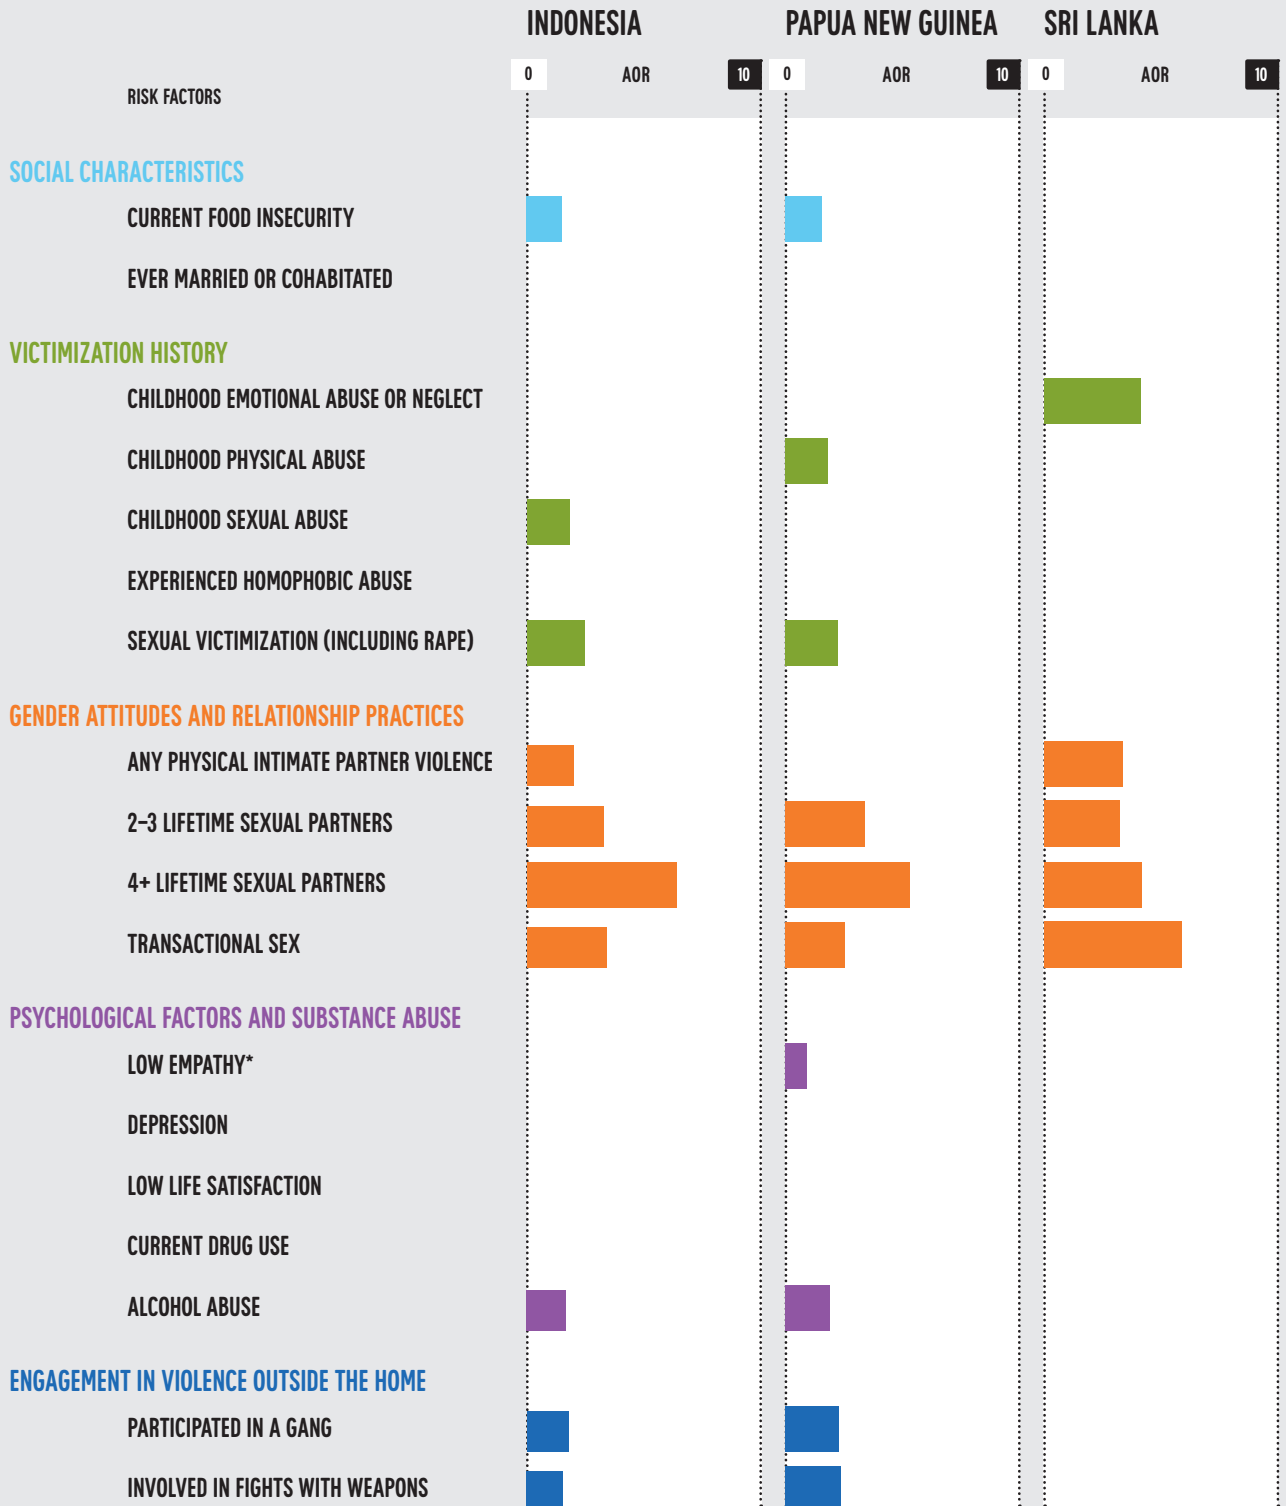 INDONESIA PAPUA NEW GUINEA SRI LANKA
0 AOR 10 0 AOR 10 0 AOR 10
RISK FACTORS
SOCIAL CHARACTERISTICS
CURRENT FOOD INSECURITY
EVER MARRIED OR COHABITATED
VICTIMIZATION HISTORY
CHILDHOOD EMOTIONAL ABUSE OR NEGLECT
CHILDHOOD PHYSICAL ABUSE
CHILDHOOD SEXUAL ABUSE
EXPERIENCED HOMOPHOBIC ABUSE
SEXUAL VICTIMIZATION (INCLUDING RAPE)
GENDER ATTITUDES AND RELATIONSHIP PRACTICES
ANY PHYSICAL INTIMATE PARTNER VIOLENCE
2–3 LIFETIME SEXUAL PARTNERS
4+ LIFETIME SEXUAL PARTNERS
TRANSACTIONAL SEX
PSYCHOLOGICAL FACTORS AND SUBSTANCE ABUSE
LOW EMPATHY*
DEPRESSION
LOW LIFE SATISFACTION
CURRENT DRUG USE
ALCOHOL ABUSE
ENGAGEMENT IN VIOLENCE OUTSIDE THE HOME
PARTICIPATED IN A GANG
INVOLVED IN FIGHTS WITH WEAPONS